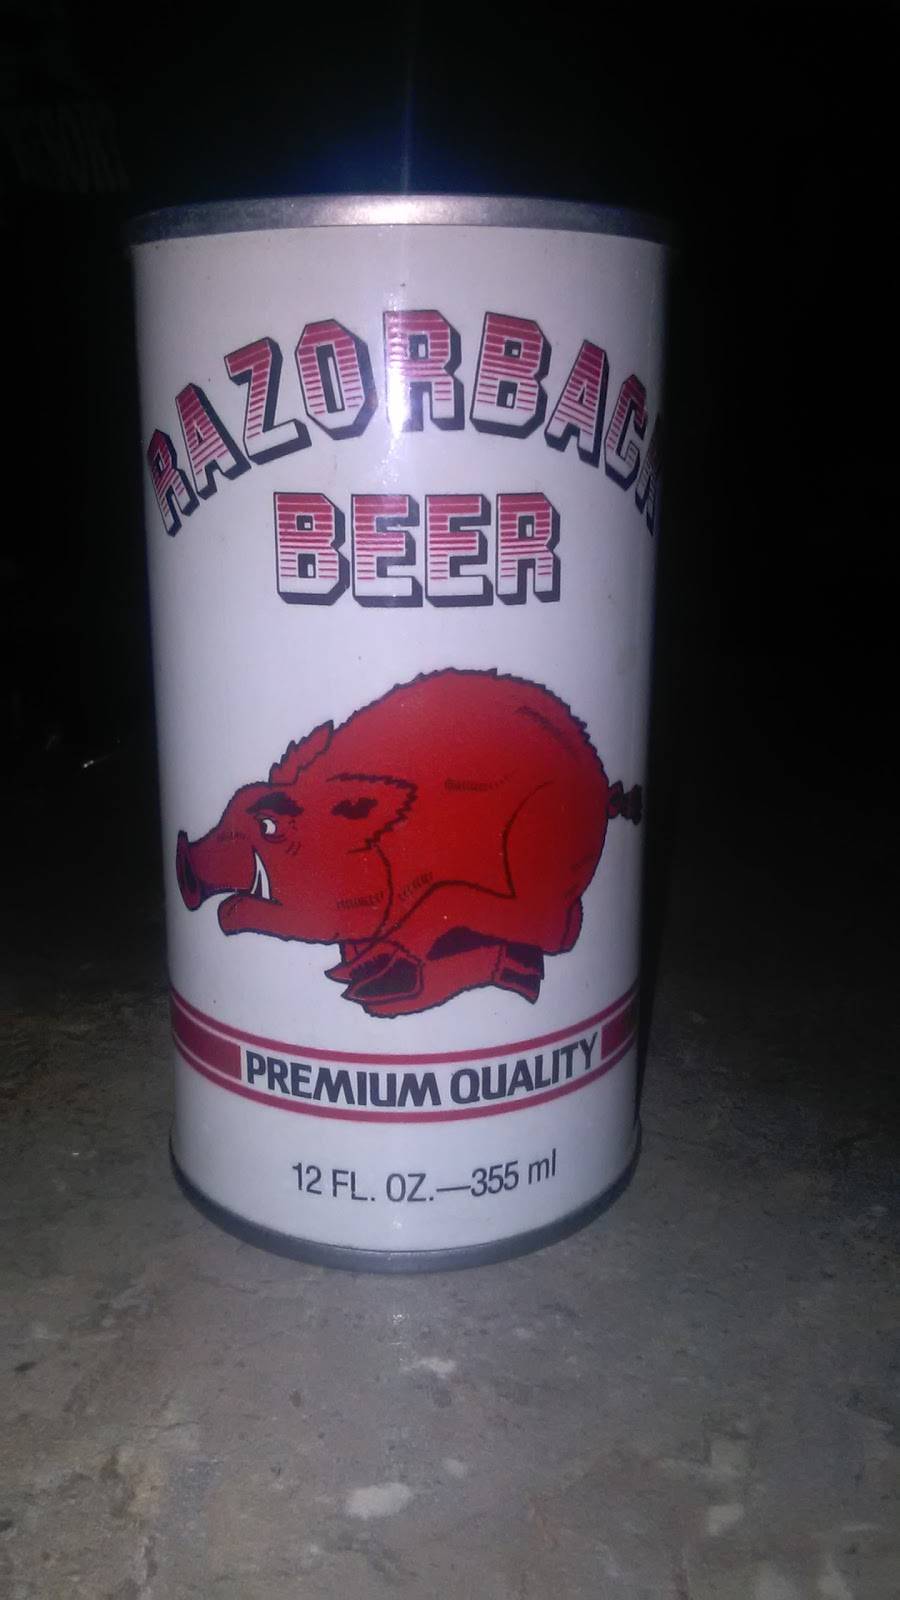 RAZORBACK
BEER
PREMIUM QUALITY
12 FL. OZ.—355 ml